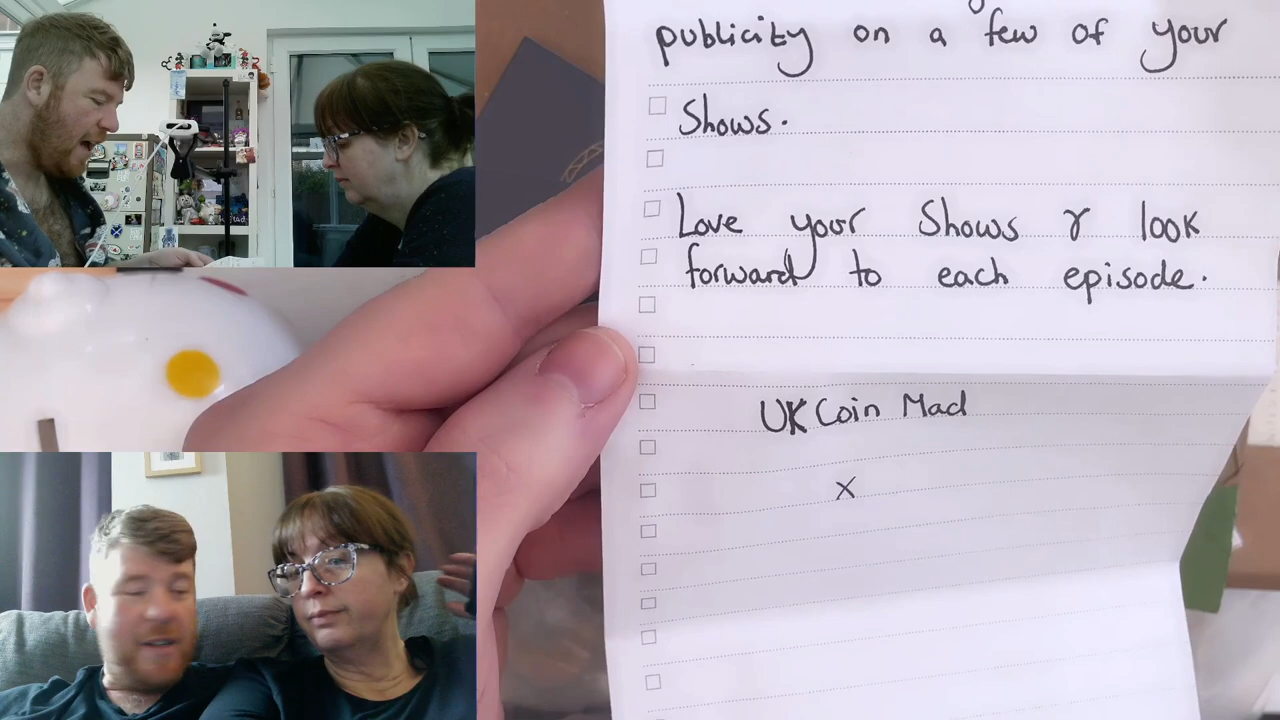 publicity on a few of your
Shows.
Love your Shows & look
forward to each episode.
UK Coin Mad
x